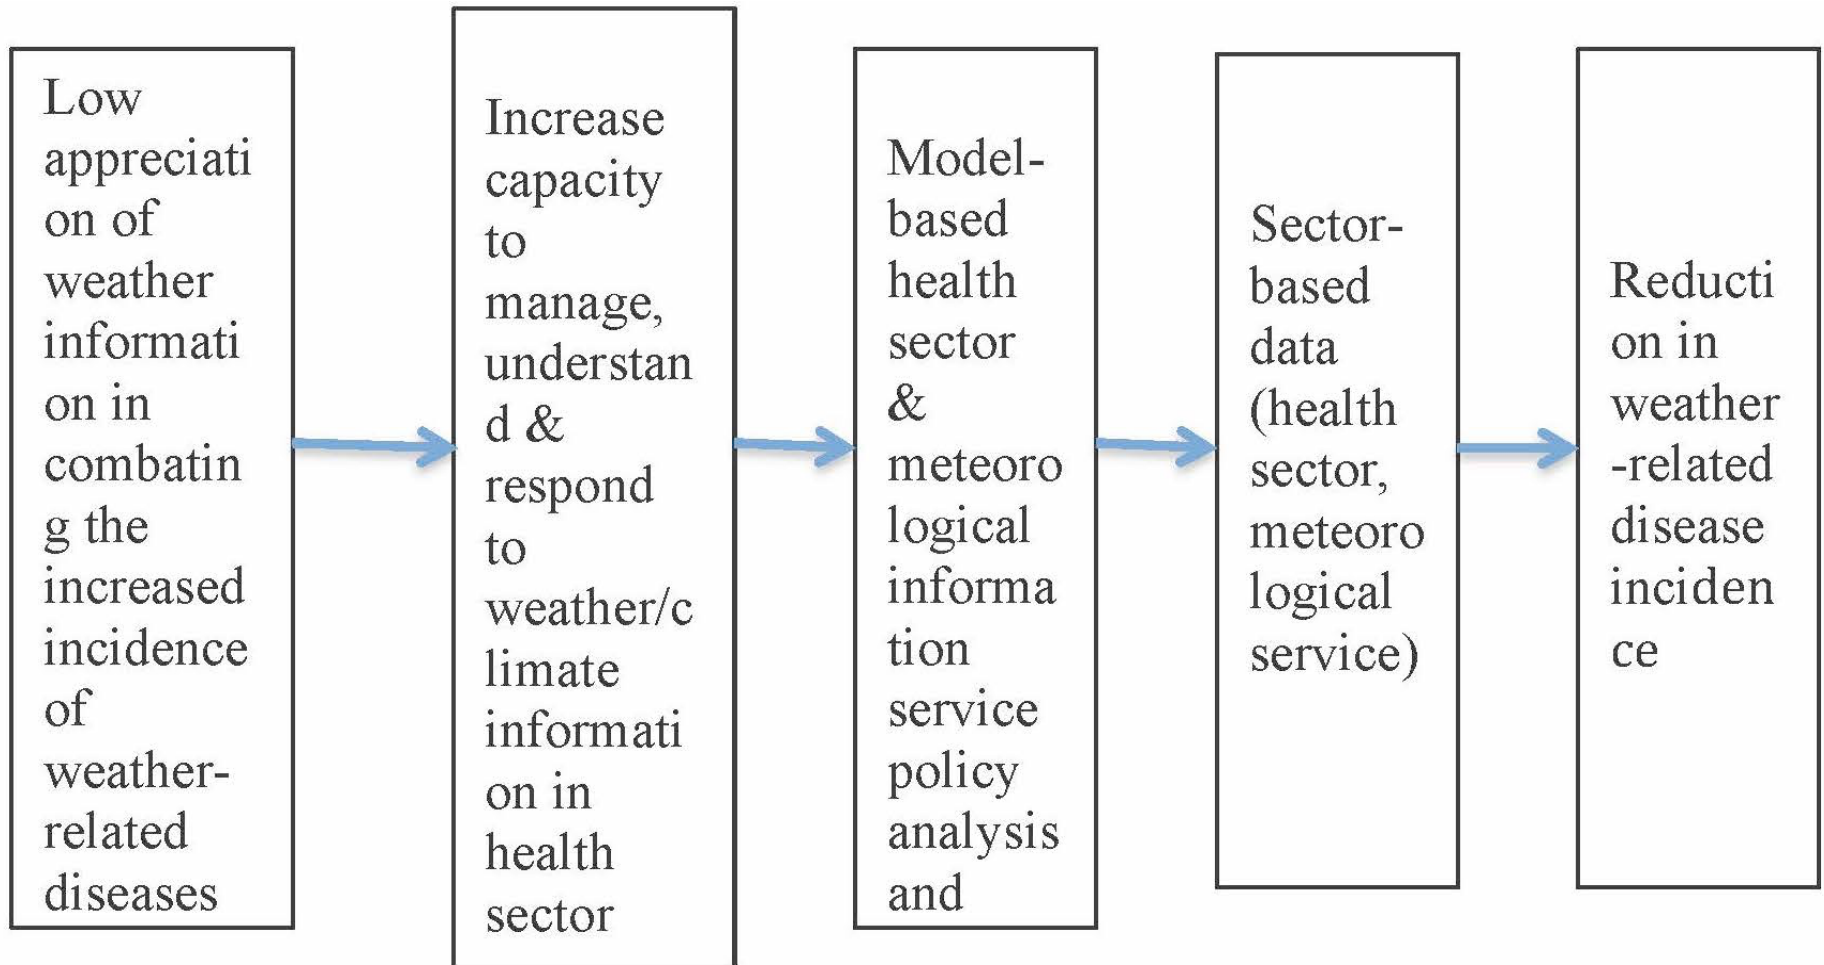 Low
appreciati
on of
weather
informati
on in
combatin
g the
increased
incidence
of
weather-
related
diseases
Increase
capacity
to
manage,
understan
d &
respond
to
weather/c
limate
informati
on in
health
sector
Model-
based
health
sector
&
meteoro
logical
informa
tion
service
policy
analysis
and
Sector-
based
data
(health
sector,
meteoro
logical
service)
Reducti
on in
weather
-related
disease
inciden
ce